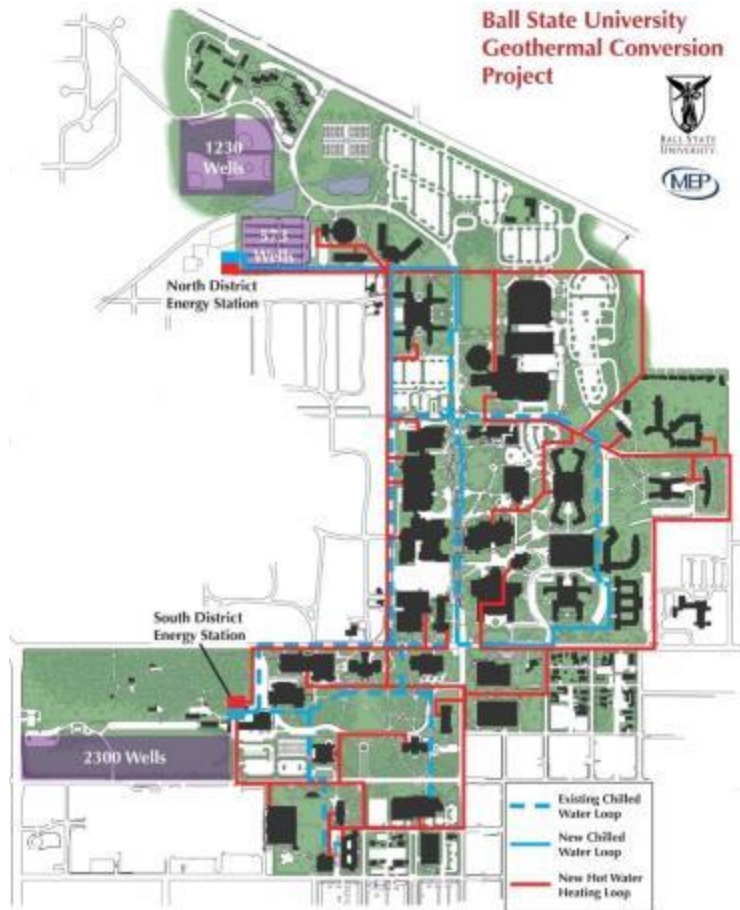 Ball State University
Geothermal Conversion
Project
BALL STATE
UNIVERSITY.
MEP
1230
Wells
573
Wells
North District
Energy Station
South District
Energy Station
2300 Wells
Existing Chilled
Water Loop
New Chilled
Water Loop
New Hot Water
Heating Loop